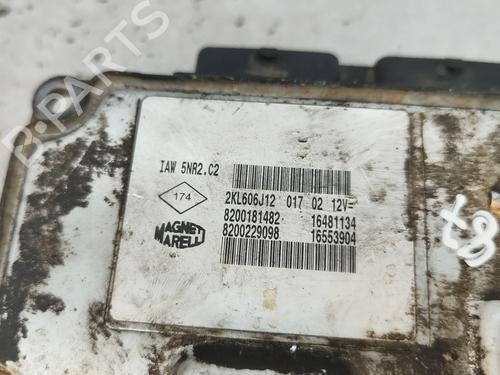 B-PARTS
IAW 5NR2.C2
174
2KL606J12 017 02 12V=
8200181482 16481134
8200229098 16553904
MAGNETI
MARELLI